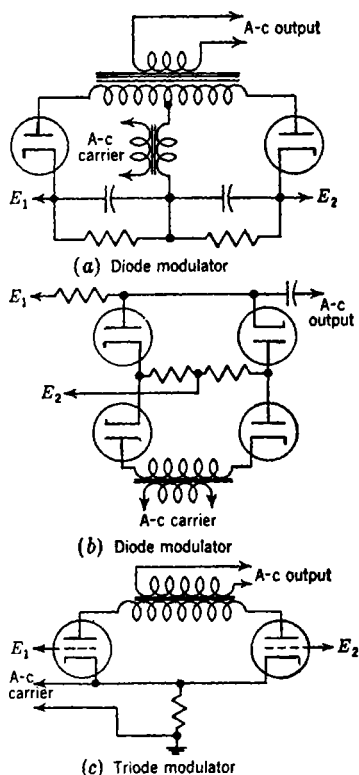 A-c output
A-c
carrier
E1
E2
(a) Diode modulator
E1
A-c
output
E2
A-c carrier
(b) Diode modulator
A-c output
E1
E2
A-c
carrier
(c) Triode modulator